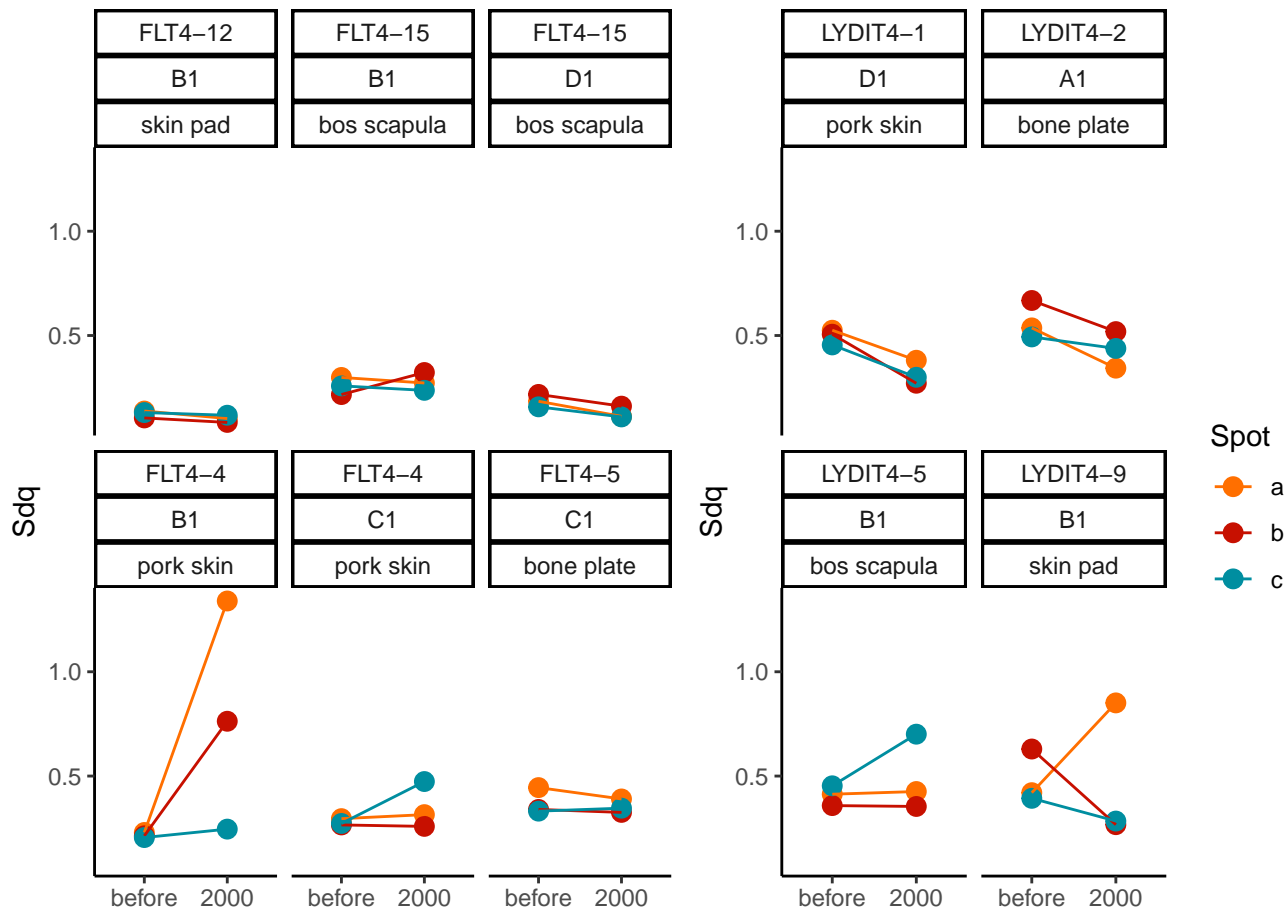 FLT4−12 FLT4−15 FLT4−15 LYDIT4−1 LYDIT4−2
B1 B1 D1 D1 A1
skin pad bos scapula bos scapula pork skin bone plate
1.0 1.0
0.5 0.5
FLT4−4 FLT4−4 FLT4−5 LYDIT4−5 LYDIT4−9
B1 C1 C1 B1 B1
pork skin pork skin bone plate bos scapula skin pad
1.0 1.0
0.5 0.5
before 2000 before 2000 before 2000 before 2000 before 2000
Sdq
Sdq
Spot
a
b
c